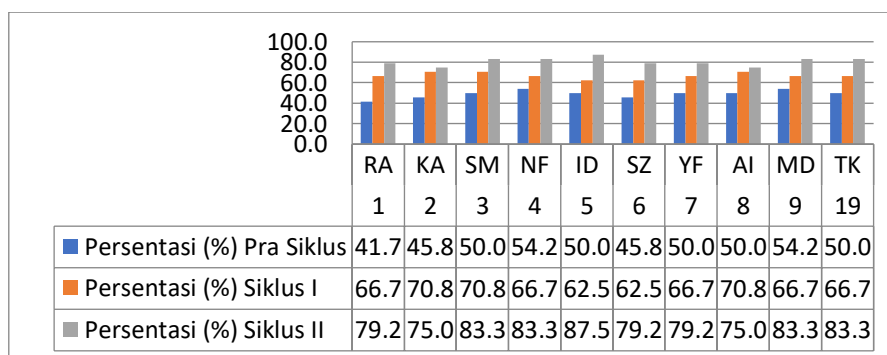 100.0
80.0
60.0
40.0
20.0
0.0
RA KA SM NF ID SZ YF AI MD TK
1 2 3 4 5 6 7 8 9 19
Persentasi (%) Pra Siklus 41.7 45.8 50.0 54.2 50.0 45.8 50.0 50.0 54.2 50.0
Persentasi (%) Siklus I 66.7 70.8 70.8 66.7 62.5 62.5 66.7 70.8 66.7 66.7
Persentasi (%) Siklus II 79.2 75.0 83.3 83.3 87.5 79.2 79.2 75.0 83.3 83.3